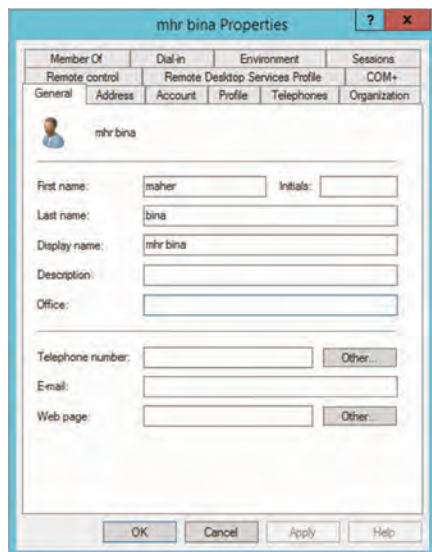 mhr bina Properties
? x
Member Of Dial-in Environment Sessions
Remote control Remote Desktop Services Profile COM+
General Address Account Profile Telephones Organization
mhr bina
First name: maher Initials:
Last name: bina
Display name: mhr bina
Description:
Office:
Telephone number: Other...
E-mail:
Web page: Other...
OK Cancel Apply Help